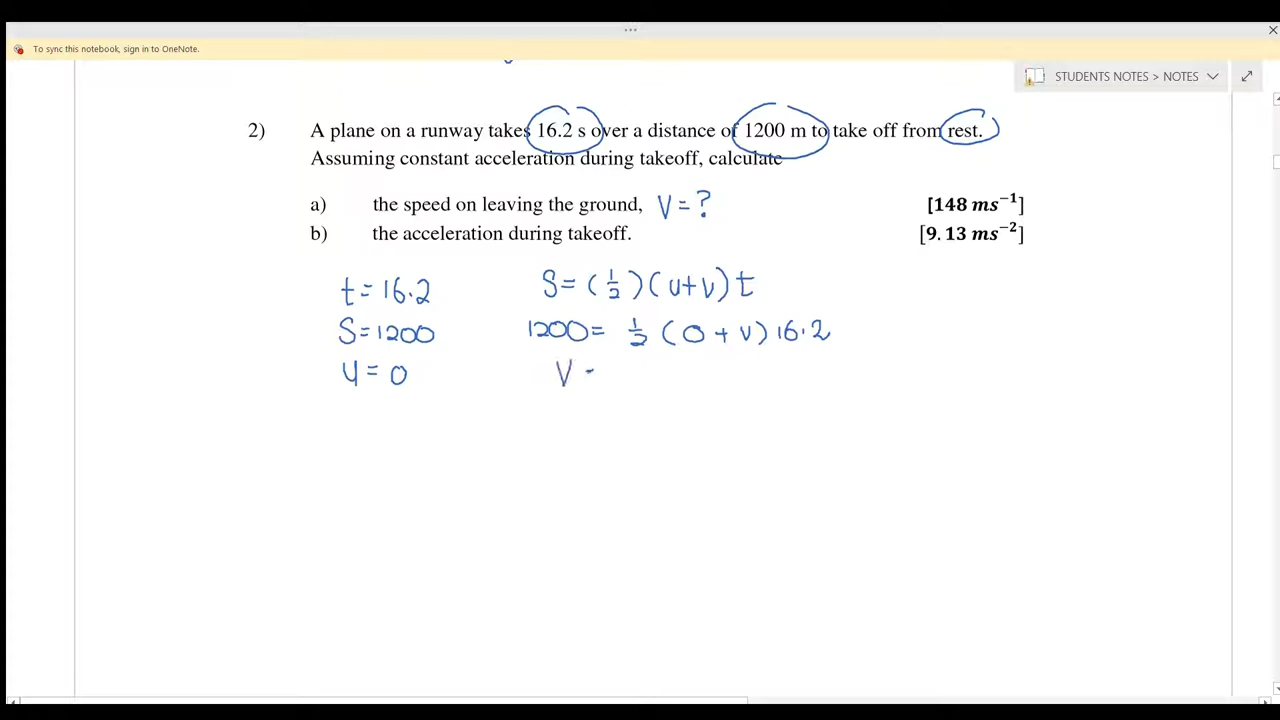 To sync this notebook, sign in to OneNote.
STUDENTS NOTES > NOTES
2) A plane on a runway takes 16.2 s over a distance of 1200 m to take off from rest.
Assuming constant acceleration during takeoff, calculate
a) the speed on leaving the ground, V = ? [148 ms⁻¹]
b) the acceleration during takeoff. [9.13 ms⁻²]
t = 16.2 S = (½)(u+v)t
S = 1200 1200 = ½ (0 + v) 16.2
u = 0 V -